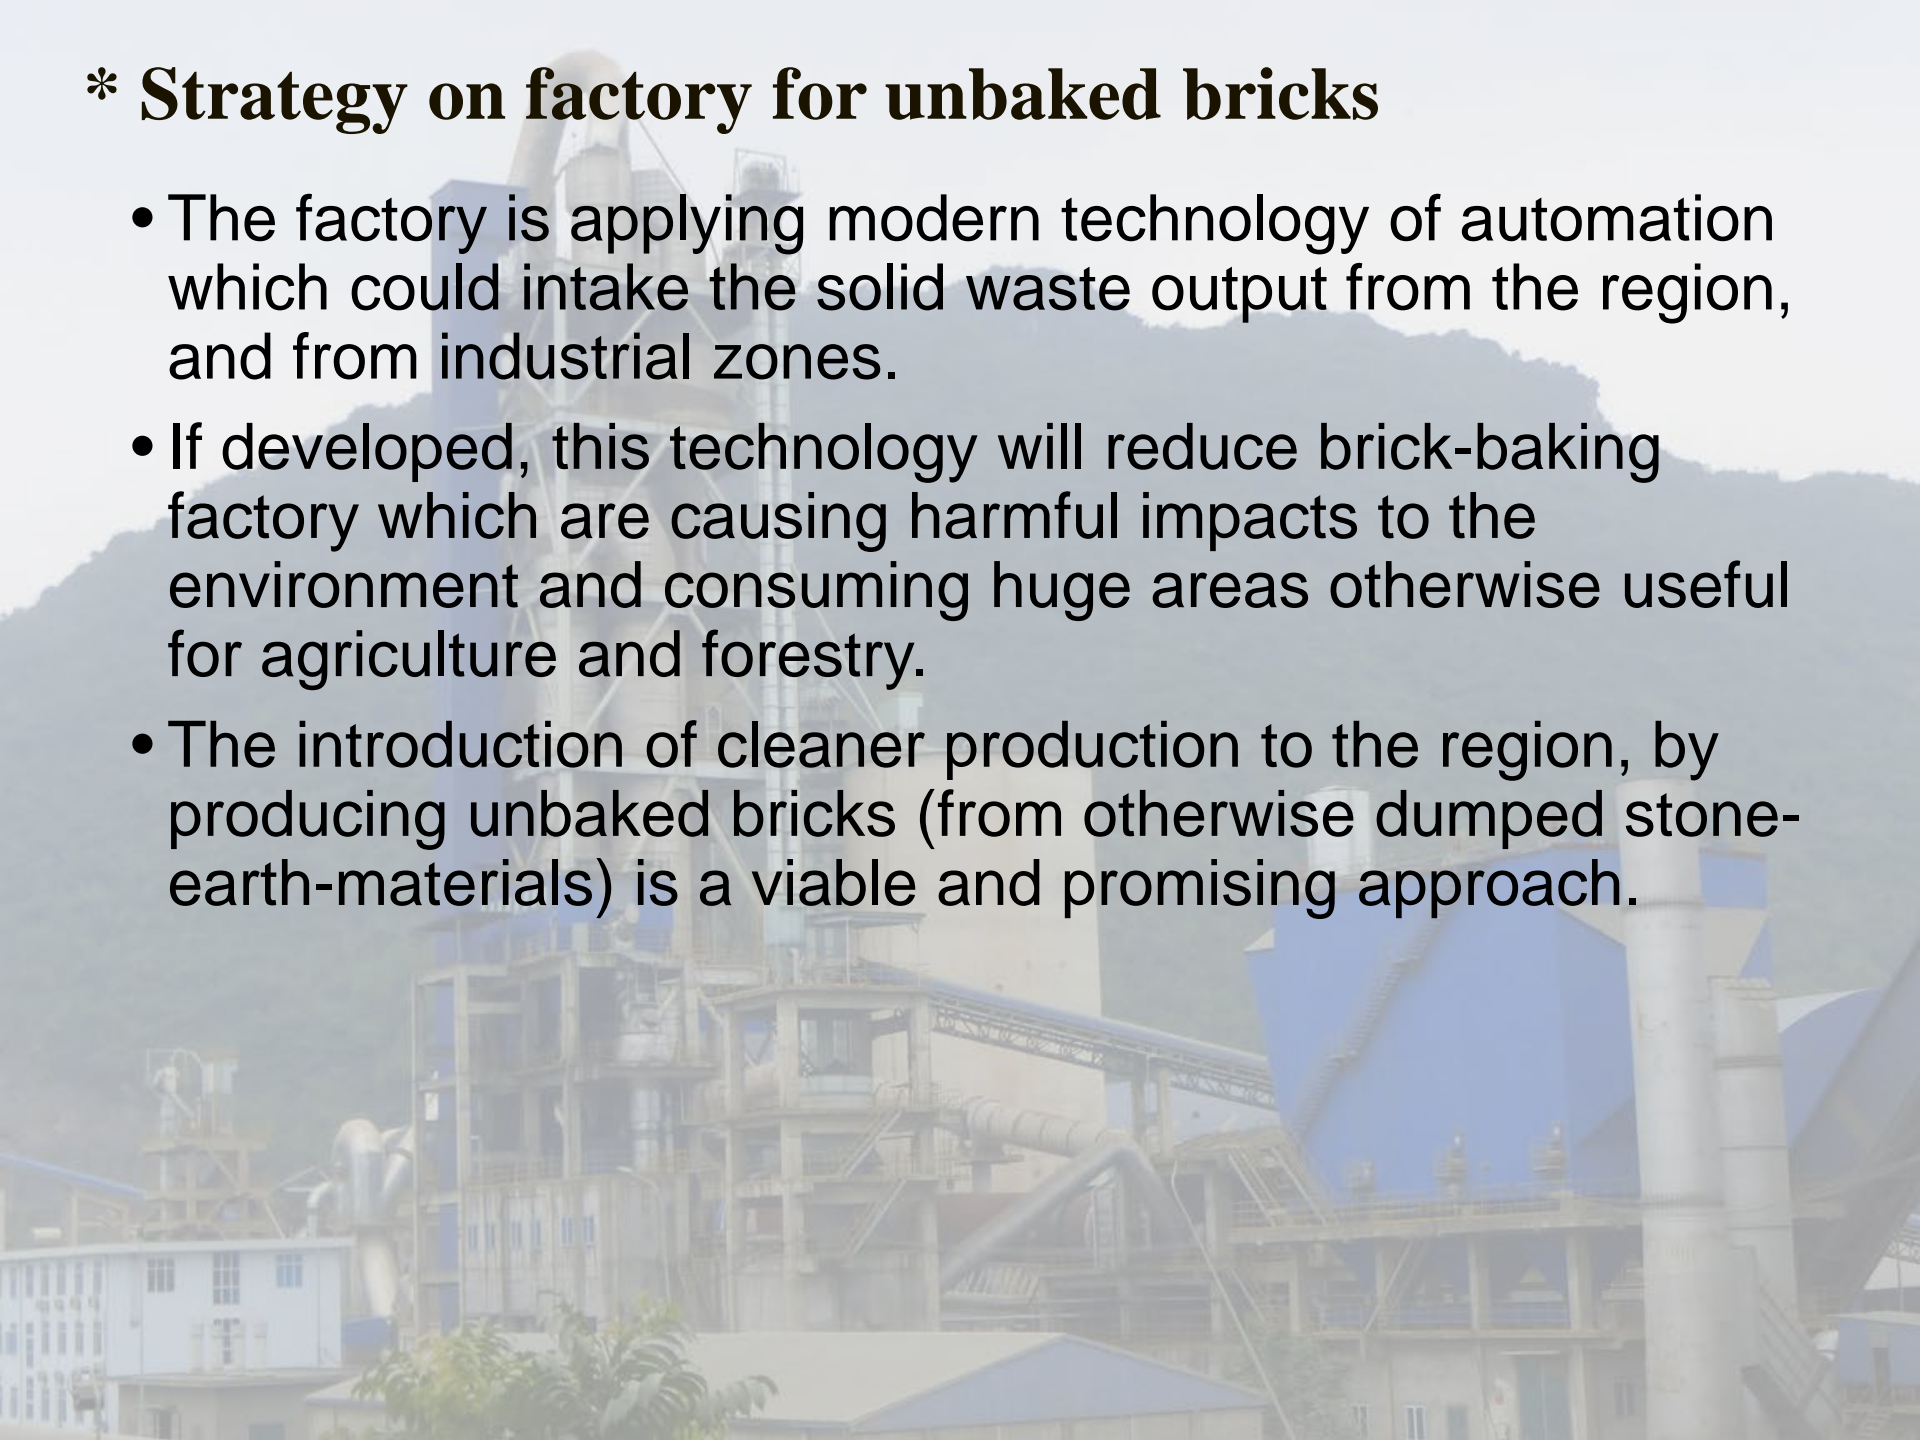 * Strategy on factory for unbaked bricks
• The factory is applying modern technology of automation
which could intake the solid waste output from the region,
and from industrial zones.
• If developed, this technology will reduce brick-baking
factory which are causing harmful impacts to the
environment and consuming huge areas otherwise useful
for agriculture and forestry.
• The introduction of cleaner production to the region, by
producing unbaked bricks (from otherwise dumped stone-
earth-materials) is a viable and promising approach.